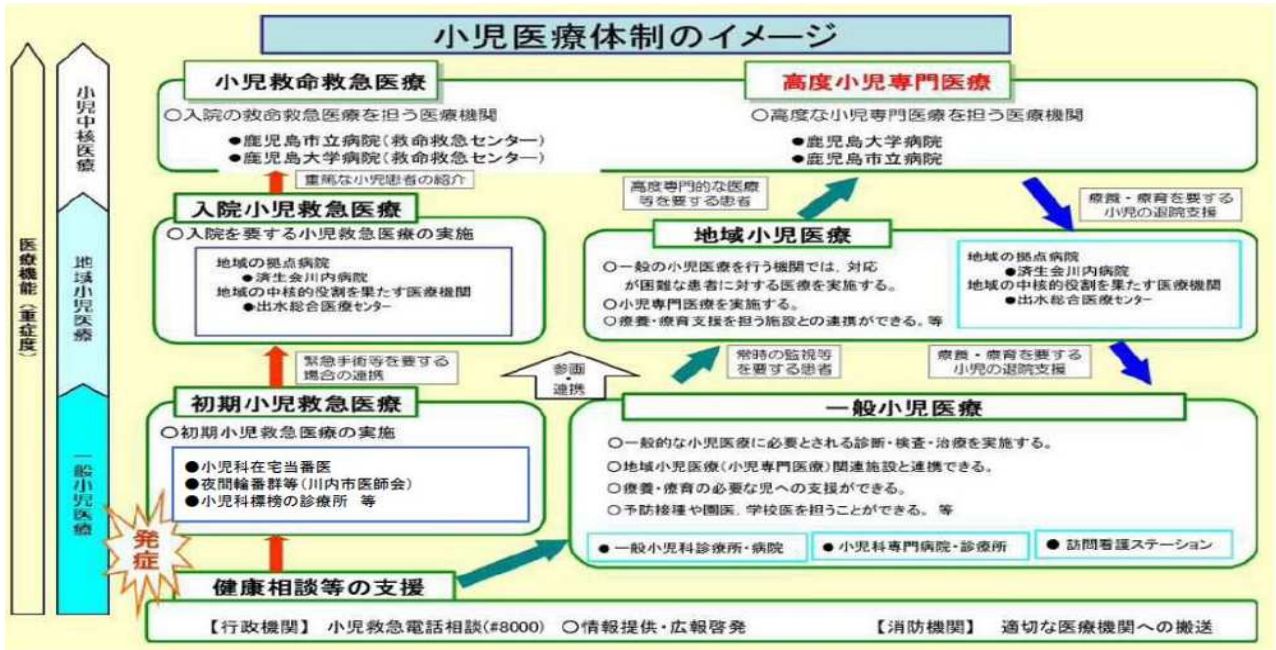 小児医療体制のイメージ
医療機能(重症度)
小児中核医療
地域小児医療
一般小児医療
小児救命救急医療
○入院の救命救急医療を担う医療機関
●鹿児島市立病院(救命救急センター)
●鹿児島大学病院(救命救急センター)
高度小児専門医療
○高度な小児専門医療を担う医療機関
●鹿児島大学病院
●鹿児島市立病院
重篤な小児患者の紹介
高度専門的な医療
等を要する患者
療養・療育を要する
小児の退院支援
入院小児救急医療
○入院を要する小児救急医療の実施
地域の拠点病院
●済生会川内病院
地域の中核的役割を果たす医療機関
●出水総合医療センター
地域小児医療
○一般の小児医療を行う機関では、対応
が困難な患者に対する医療を実施する。
○小児専門医療を実施する。
○療養・療育支援を担う施設との連携ができる。等
地域の拠点病院
●済生会川内病院
地域の中核的役割を果たす医療機関
●出水総合医療センター
緊急手術等を要する
場合の連携
参画
・
連携
常時の監視等
を要する患者
療養・療育を要する
小児の退院支援
初期小児救急医療
○初期小児救急医療の実施
●小児科在宅当番医
●夜間輪番群等(川内市医師会)
●小児科標榜の診療所 等
一般小児医療
○一般的な小児医療に必要とされる診断・検査・治療を実施する。
○地域小児医療(小児専門医療)関連施設と連携できる。
○療養・療育の必要な児への支援ができる。
○予防接種や園医、学校医を担うことができる。 等
●一般小児科診療所・病院
●小児科専門病院・診療所
●訪問看護ステーション
発症
健康相談等の支援
【行政機関】 小児救急電話相談(#8000) ○情報提供・広報啓発 【消防機関】 適切な医療機関への搬送